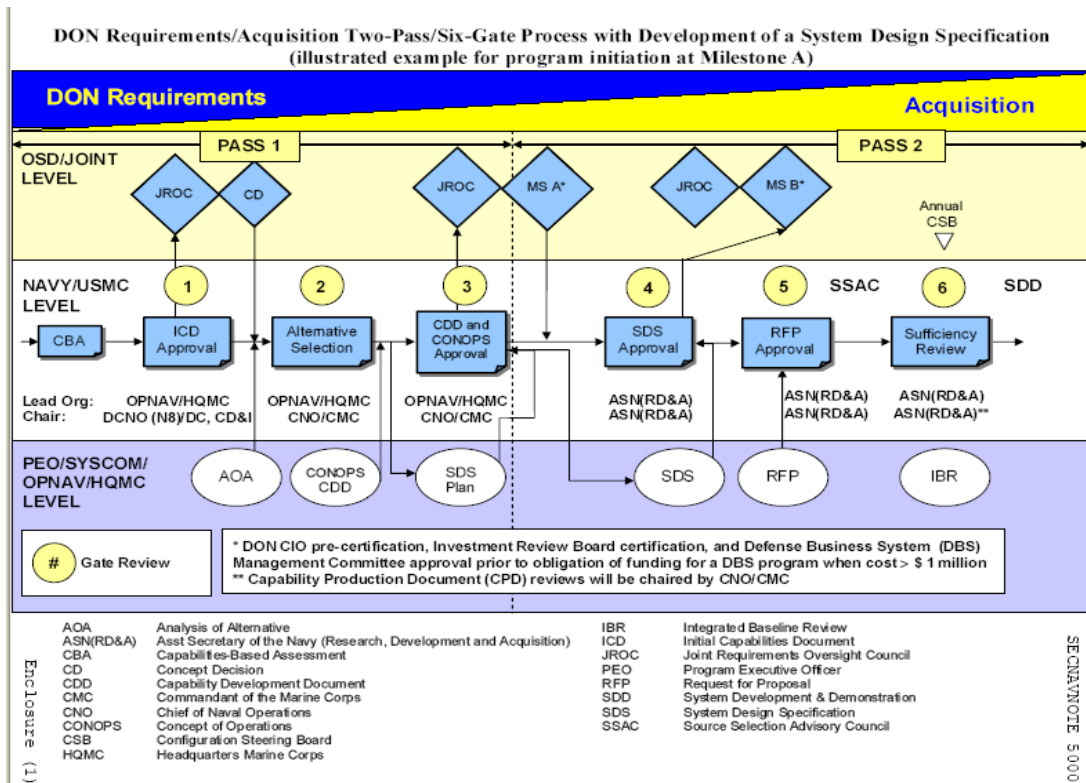 DON Requirements/Acquisition Two-Pass/Six-Gate Process with Development of a System Design Specification
(illustrated example for program initiation at Milestone A)
DON Requirements
Acquisition
PASS 1
PASS 2
OSD/JOINT
LEVEL
JROC
CD
JROC
MS A*
JROC
MS B*
Annual
CSB
NAVY/USMC
LEVEL
1
2
3
4
5
SSAC
6
SDD
CBA
ICD
Approval
Alternative
Selection
CDD and
CONOPS
Approval
SDS
Approval
RFP
Approval
Sufficiency
Review
Lead Org:
Chair:
OPNAV/HQMC
DCNO (N8)/DC, CD&I
OPNAV/HQMC
CNO/CMC
OPNAV/HQMC
CNO/CMC
ASN(RD&A)
ASN(RD&A)
ASN(RD&A)
ASN(RD&A)
ASN(RD&A)
ASN(RD&A)**
PEO/SYSCOM/
OPNAV/HQMC
LEVEL
AOA
CONOPS
CDD
SDS
Plan
SDS
RFP
IBR
# Gate Review
* DON CIO pre-certification, Investment Review Board certification, and Defense Business System (DBS)
Management Committee approval prior to obligation of funding for a DBS program when cost > $ 1 million
** Capability Production Document (CPD) reviews will be chaired by CNO/CMC
AOA Analysis of Alternative
ASN(RD&A) Asst Secretary of the Navy (Research, Development and Acquisition)
CBA Capabilities-Based Assessment
CD Concept Decision
CDD Capability Development Document
CMC Commandant of the Marine Corps
CNO Chief of Naval Operations
CONOPS Concept of Operations
CSB Configuration Steering Board
HQMC Headquarters Marine Corps
IBR Integrated Baseline Review
ICD Initial Capabilities Document
JROC Joint Requirements Oversight Council
PEO Program Executive Officer
RFP Request for Proposal
SDD System Development & Demonstration
SDS System Design Specification
SSAC Source Selection Advisory Council
Enclosure (1)
SECNAVNOTE 5000